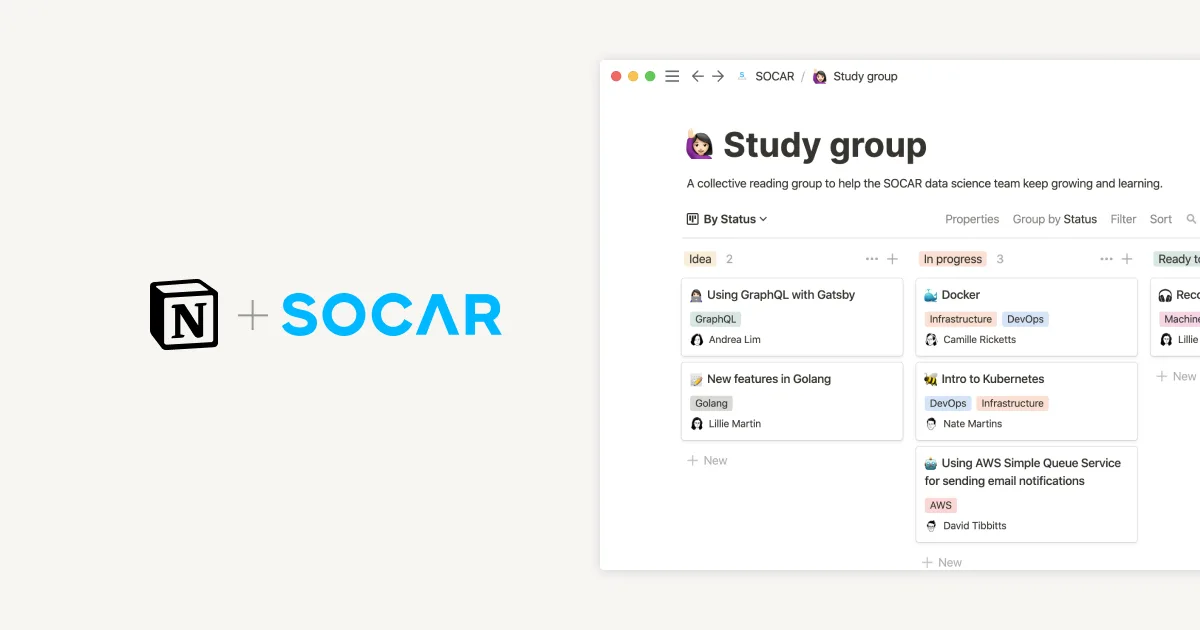 N + SOCAR
SOCAR / Study group
Study group
A collective reading group to help the SOCAR data science team keep growing and learning.
By Status
Properties Group by Status Filter Sort
Idea 2
Using GraphQL with Gatsby
GraphQL
Andrea Lim
New features in Golang
Golang
Lillie Martin
+ New
In progress 3
Docker
Infrastructure DevOps
Camille Ricketts
Intro to Kubernetes
DevOps Infrastructure
Nate Martins
Using AWS Simple Queue Service
for sending email notifications
AWS
David Tibbitts
+ New
Ready
Lillie
+ New